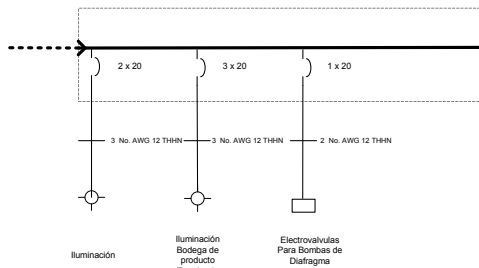 2 x 20
3 x 20
1 x 20
3 No. AWG 12 THHN
3 No. AWG 12 THHN
2 No. AWG 12 THHN
Iluminación
Iluminación
Bodega de
producto
Electrovalvulas
Para Bombas de
Diafragma